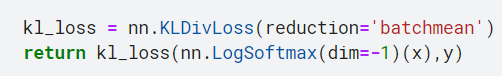 kl_loss = nn.KLDivLoss(reduction='batchmean')
return kl_loss(nn.LogSoftmax(dim=-1)(x),y)